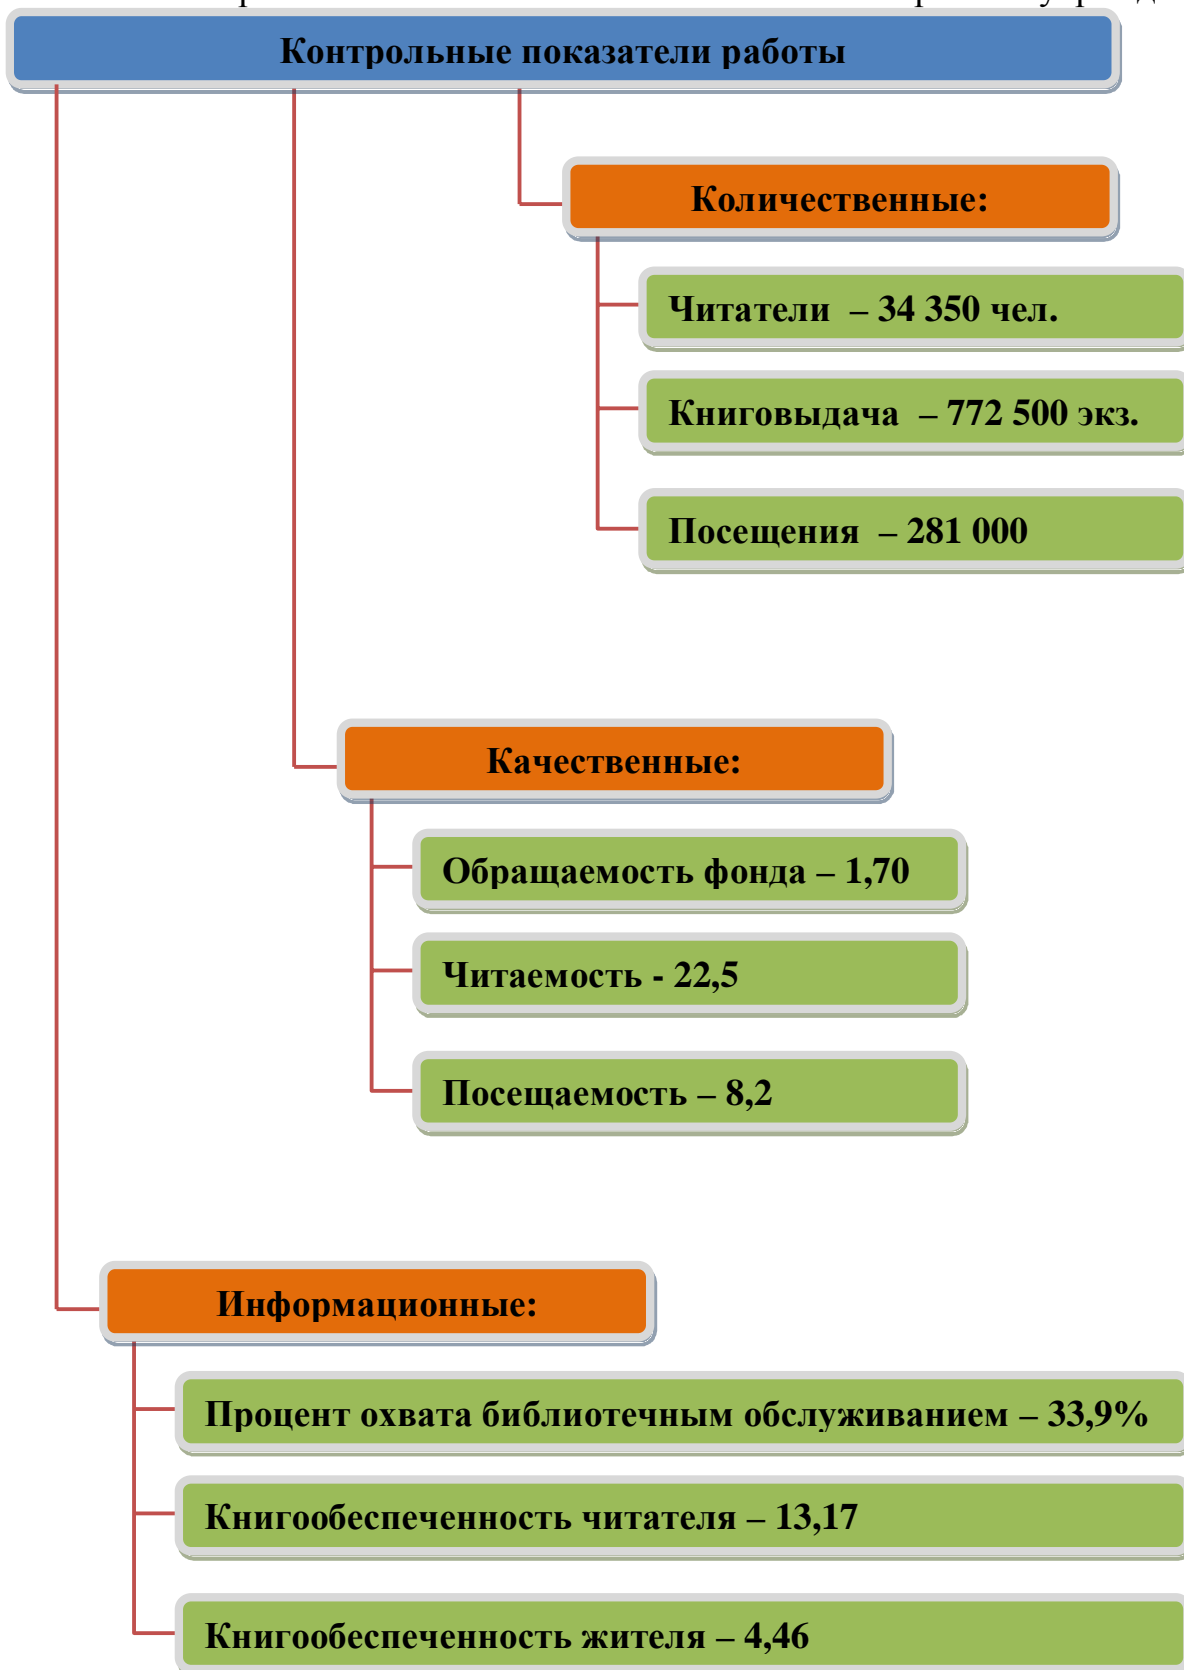 Контрольные показатели работы
Количественные:
Читатели – 34 350 чел.
Книговыдача – 772 500 экз.
Посещения – 281 000
Качественные:
Обращаемость фонда – 1,70
Читаемость - 22,5
Посещаемость – 8,2
Информационные:
Процент охвата библиотечным обслуживанием – 33,9%
Книгообеспеченность читателя – 13,17
Книгообеспеченность жителя – 4,46